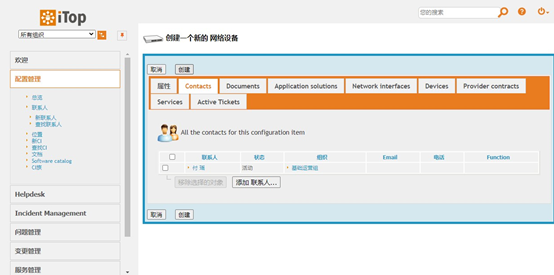 iTop
您的搜索
所有组织
创建一个新的 网络设备
欢迎
配置管理
总览
联系人
新联系人
查找联系人
位置
新CI
查找CI
文档
Software catalog
CI组
Helpdesk
Incident Management
问题管理
变更管理
服务管理
取消 创建
属性 Contacts Documents Application solutions Network interfaces Devices Provider contracts
Services Active Tickets
All the contacts for this configuration item
联系人 状态 组织 Email 电话 Function
付 瑞 激活 基础运营组
移除选择的对象 添加 联系人...
取消 创建